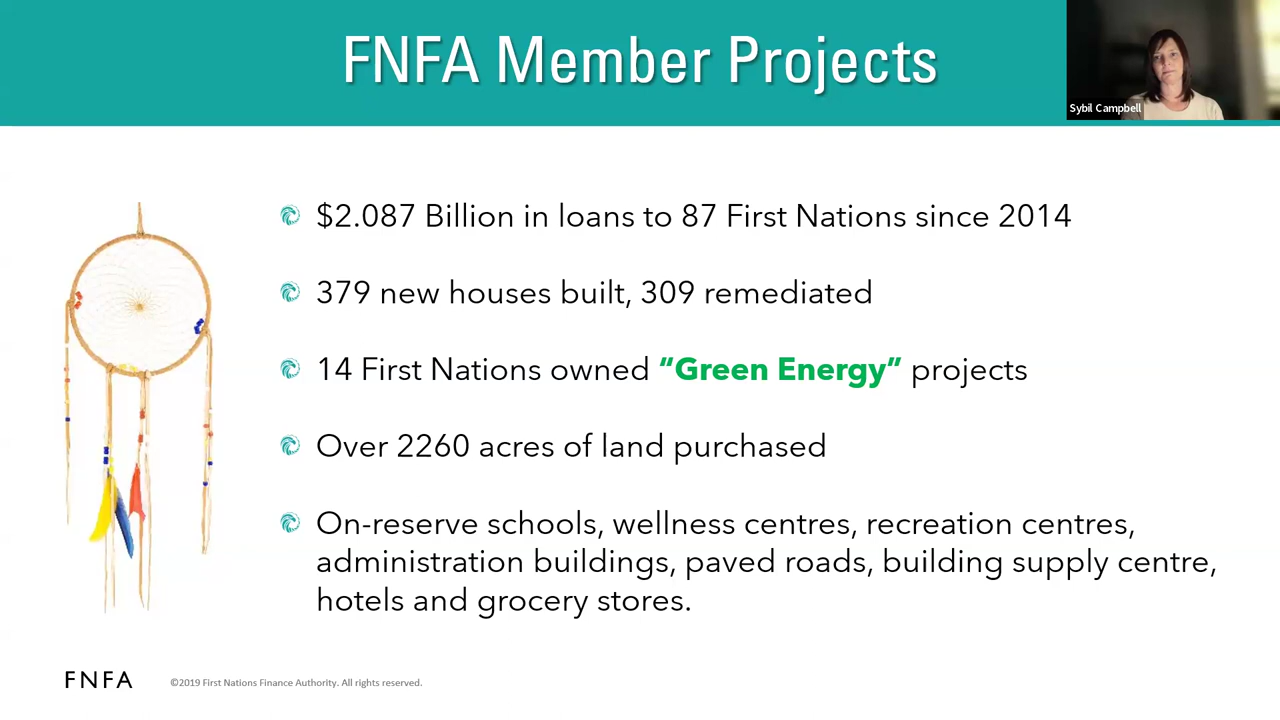 FNFA Member Projects
Sybil Campbell
$2.087 Billion in loans to 87 First Nations since 2014
379 new houses built, 309 remediated
14 First Nations owned “Green Energy” projects
Over 2260 acres of land purchased
On-reserve schools, wellness centres, recreation centres,
administration buildings, paved roads, building supply centre,
hotels and grocery stores.
FNFA
©2019 First Nations Finance Authority. All rights reserved.